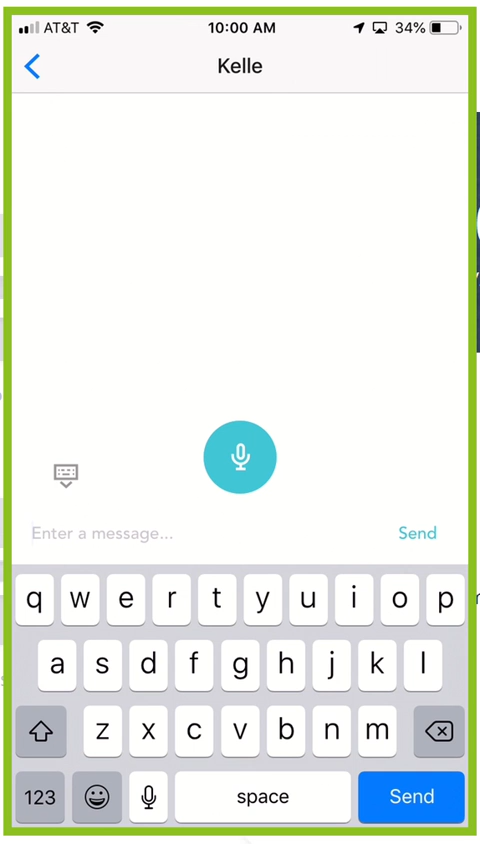 AT&T 10:00 AM 34%
Kelle
Enter a message... Send
q w e r t y u i o p
a s d f g h j k l
z x c v b n m
123 space Send